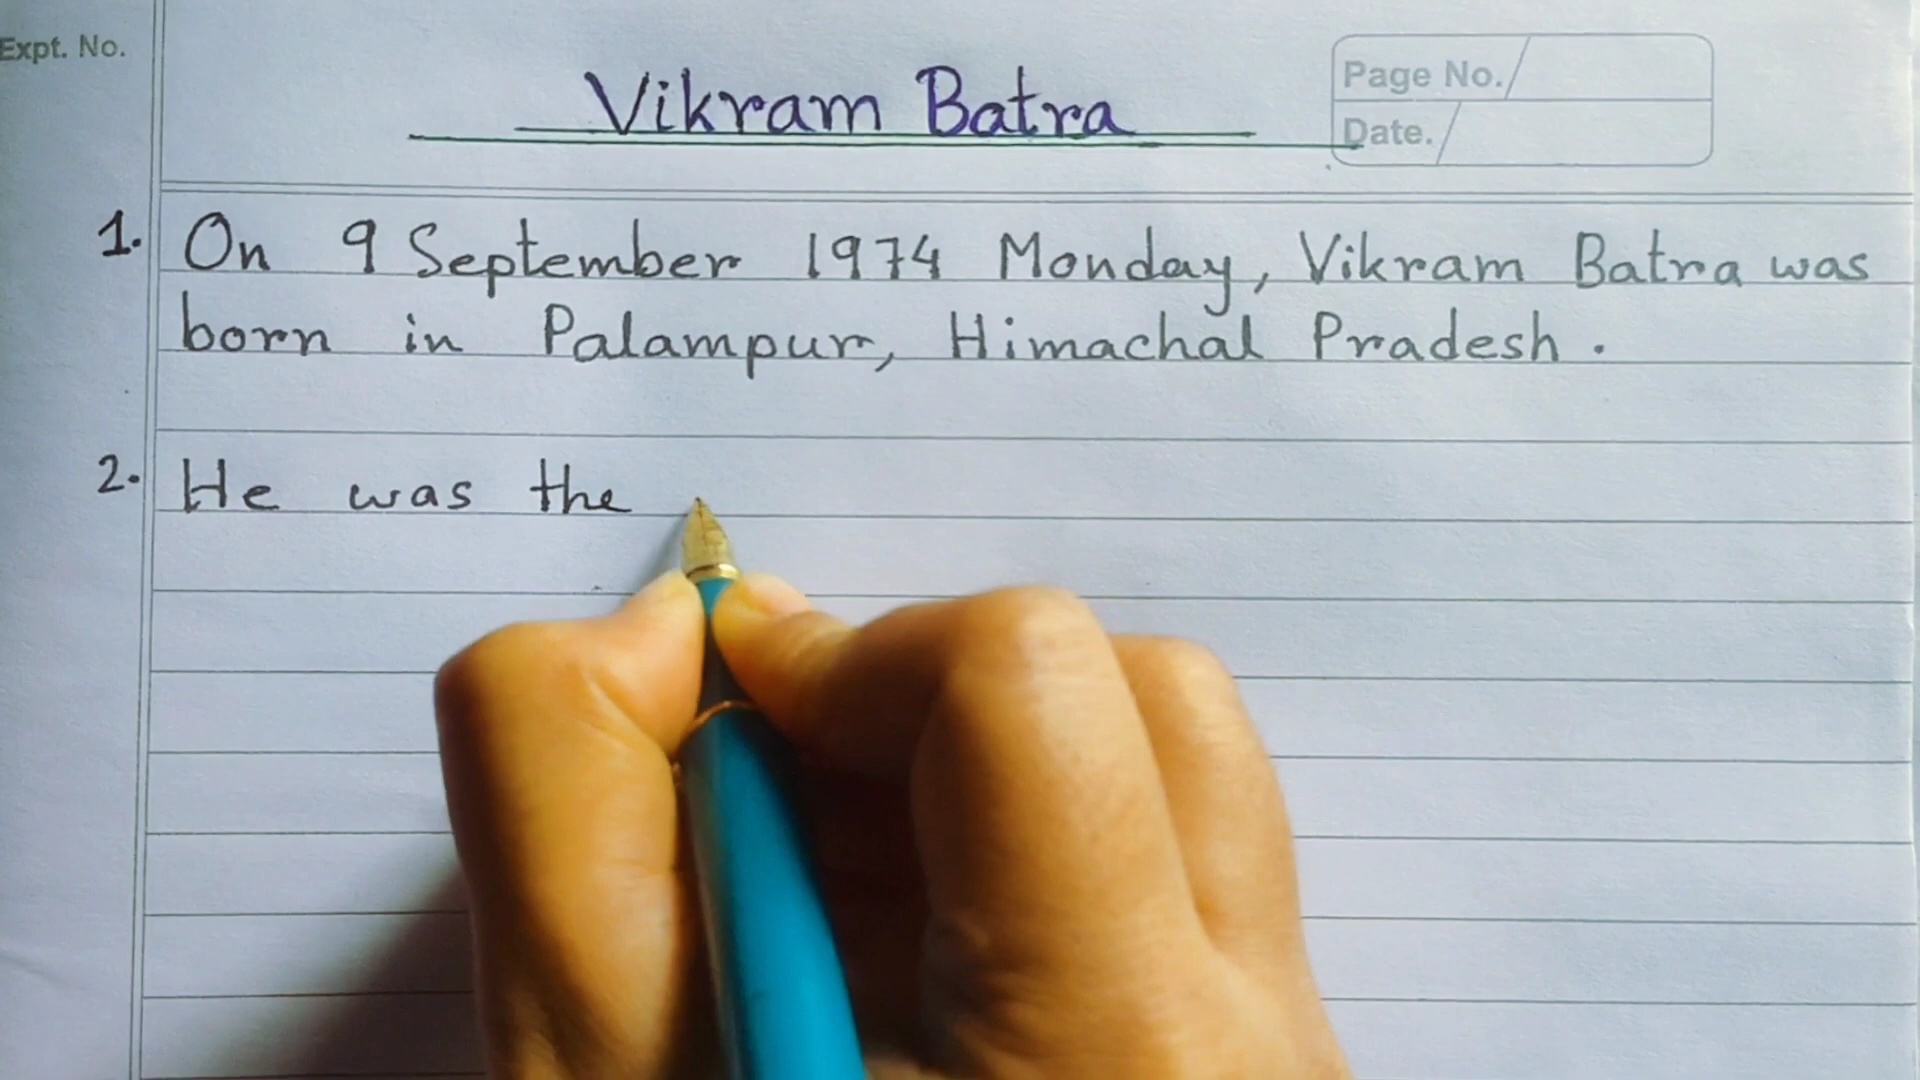 Expt. No.
Vikram Batra
Page No.
Date.
1. On 9 September 1974 Monday, Vikram Batra was
born in Palampur, Himachal Pradesh.
2. He was the